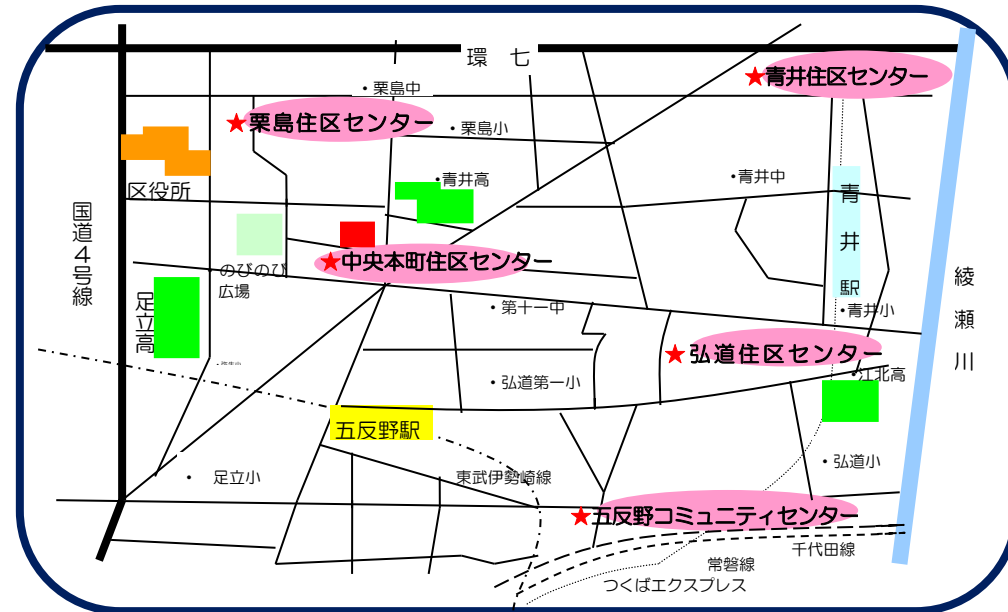 環 七
★青井住区センター
・栗島中
★栗島住区センター
・栗島小
区役所
・青井高
・青井中
青井駅
国道4号線
・のびのび
広場
★中央本町住区センター
綾瀬川
足立高
・第十一中
・青井小
★弘道住区センター
・江北高
・弘道第一小
五反野駅
・弘道小
・ 足立小
東武伊勢崎線
★五反野コミュニティセンター
千代田線
常磐線
つくばエクスプレス